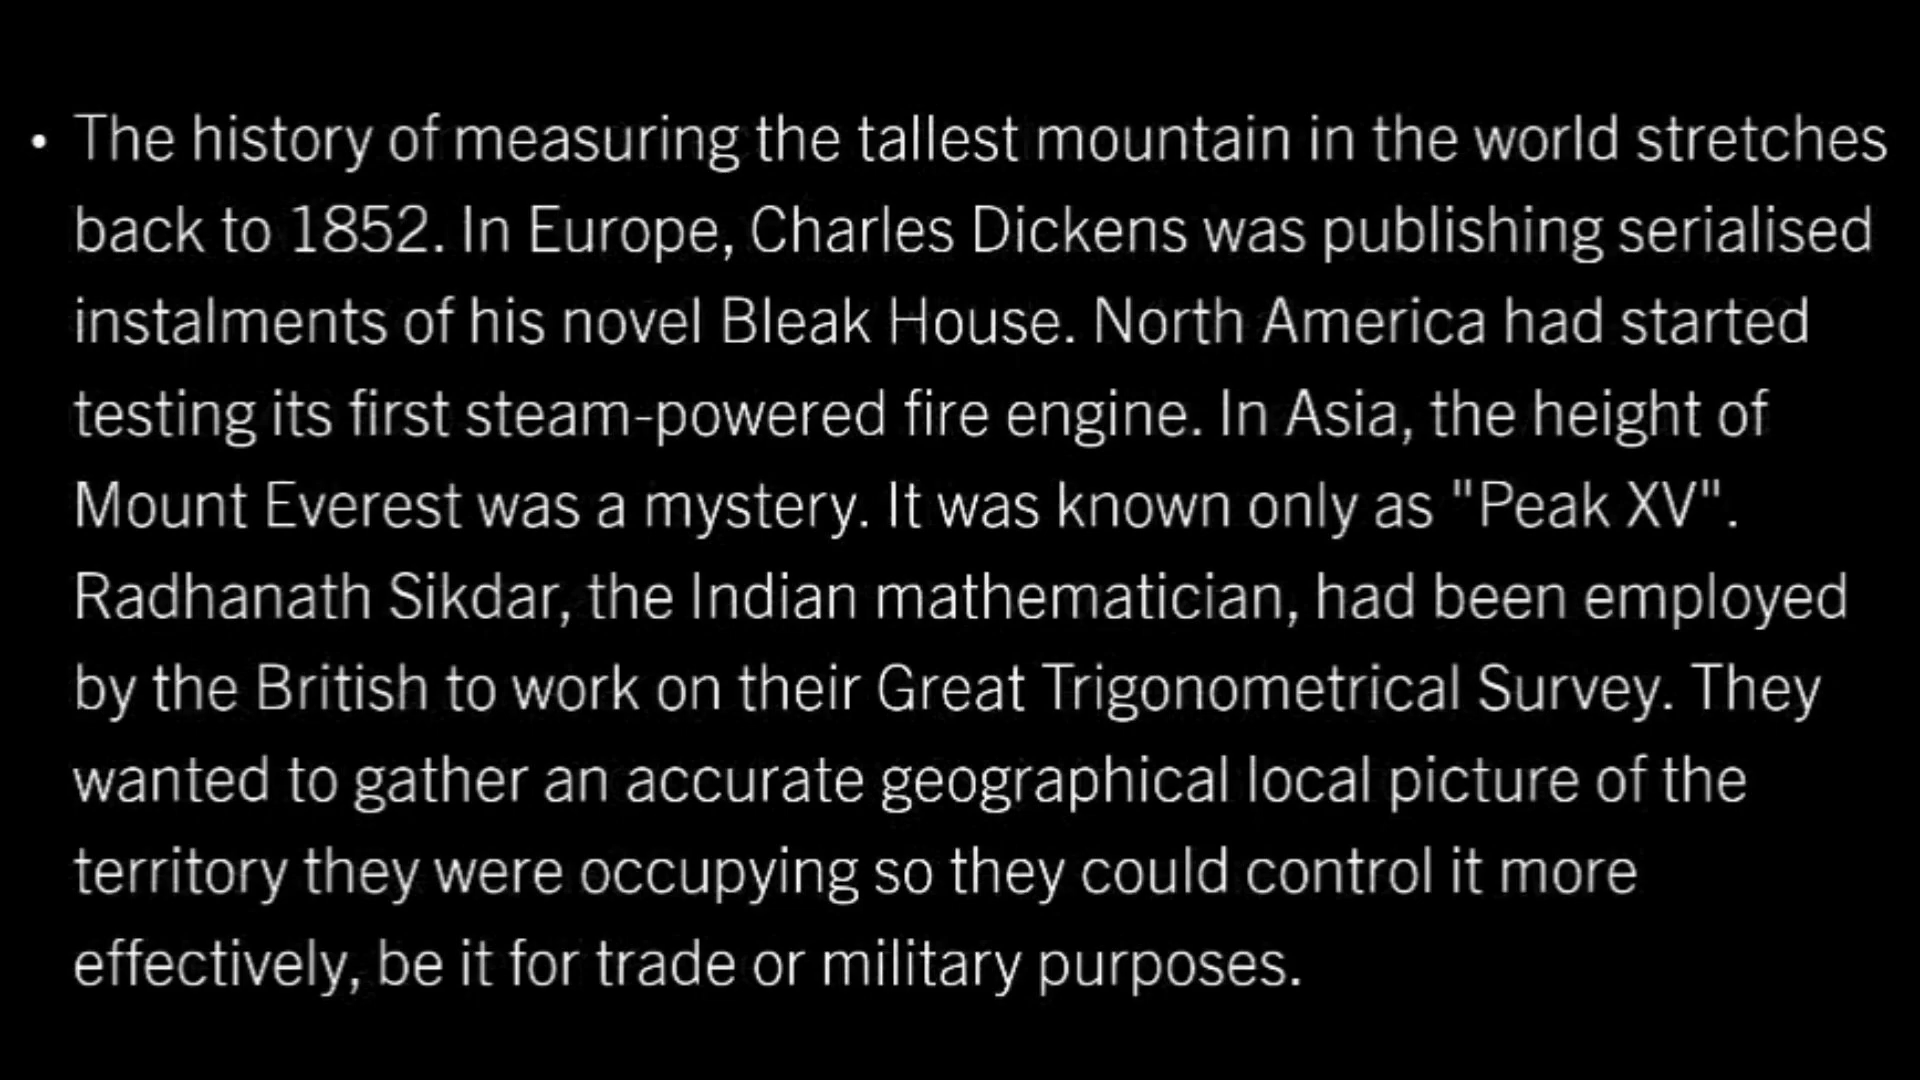 • The history of measuring the tallest mountain in the world stretches
back to 1852. In Europe, Charles Dickens was publishing serialised
instalments of his novel Bleak House. North America had started
testing its first steam-powered fire engine. In Asia, the height of
Mount Everest was a mystery. It was known only as "Peak XV".
Radhanath Sikdar, the Indian mathematician, had been employed
by the British to work on their Great Trigonometrical Survey. They
wanted to gather an accurate geographical local picture of the
territory they were occupying so they could control it more
effectively, be it for trade or military purposes.